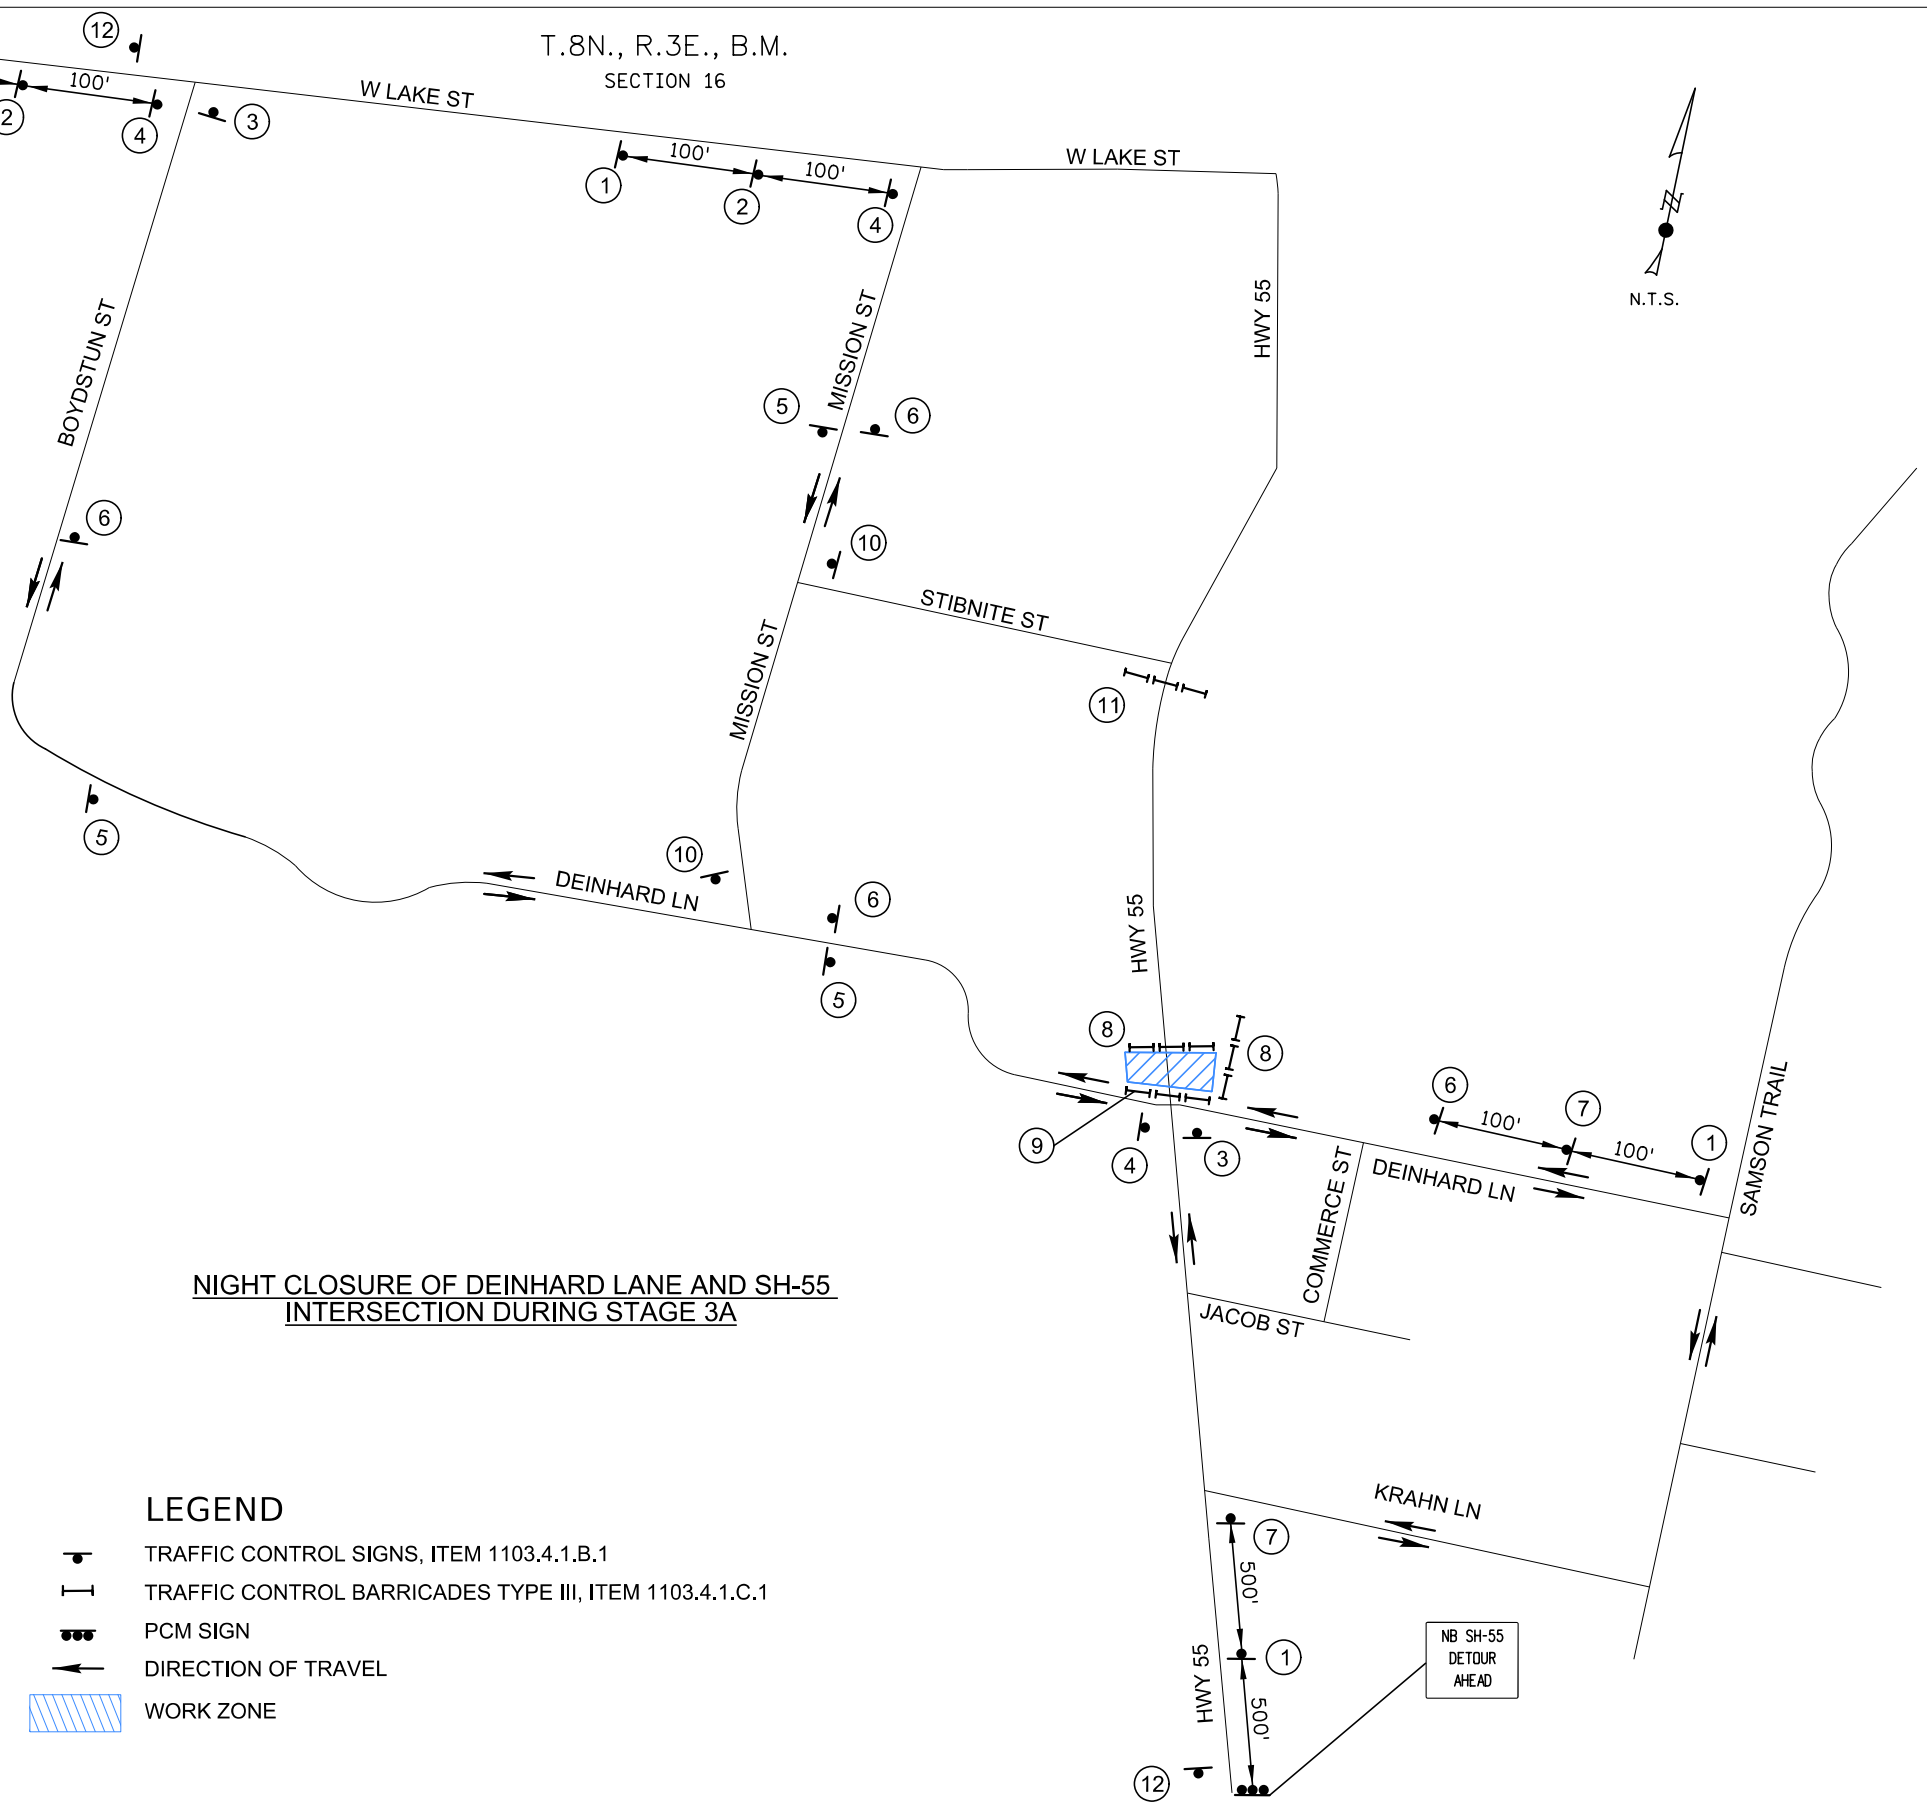 12
T.8N., R.3E., B.M.
SECTION 16
100'
W LAKE ST
2
4
3
100'
100'
W LAKE ST
1
2
4
N
N.T.S.
BOYDSTUN ST
MISSION ST
HWY 55
5
6
6
10
STIBNITE ST
MISSION ST
11
5
10
DEINHARD LN
6
5
HWY 55
8
8
9
4
3
6
100'
7
100'
1
DEINHARD LN
COMMERCE ST
SAMSON TRAIL
JACOB ST
NIGHT CLOSURE OF DEINHARD LANE AND SH-55
INTERSECTION DURING STAGE 3A
KRAHN LN
7
500'
1
500'
HWY 55
12
NB SH-55
DETOUR
AHEAD
LEGEND
TRAFFIC CONTROL SIGNS, ITEM 1103.4.1.B.1
TRAFFIC CONTROL BARRICADES TYPE III, ITEM 1103.4.1.C.1
PCM SIGN
DIRECTION OF TRAVEL
WORK ZONE